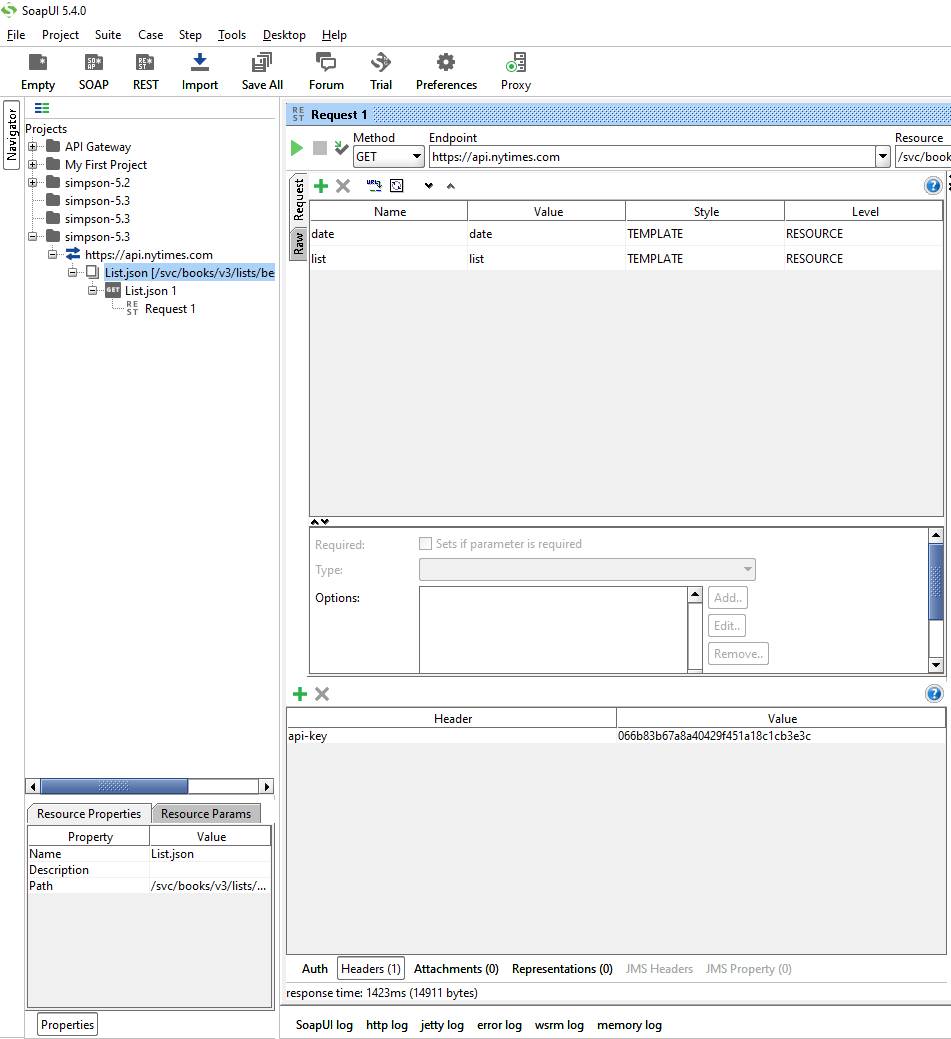 SoapUI 5.4.0
File Project Suite Case Step Tools Desktop Help
Empty SOAP REST Import Save All Forum Trial Preferences Proxy
Navigator
Projects
API Gateway
My First Project
simpson-5.2
simpson-5.3
simpson-5.3
simpson-5.3
https://api.nytimes.com
List.json [/svc/books/v3/lists/be
GET List.json 1
REST Request 1
Resource Properties Resource Params
Property Value
Name List.json
Description
Path /svc/books/v3/lists/...
Properties
REST Request 1
Method Endpoint Resource
GET https://api.nytimes.com /svc/book
Request
Raw
Name Value Style Level
date date TEMPLATE RESOURCE
list list TEMPLATE RESOURCE
Required: Sets if parameter is required
Type:
Options: Add..
Edit..
Remove..
Header Value
api-key 066b83b67a8a40429f451a18c1cb3e3c
Auth Headers (1) Attachments (0) Representations (0) JMS Headers JMS Property (0)
response time: 1423ms (14911 bytes)
SoapUI log http log jetty log error log wsrm log memory log